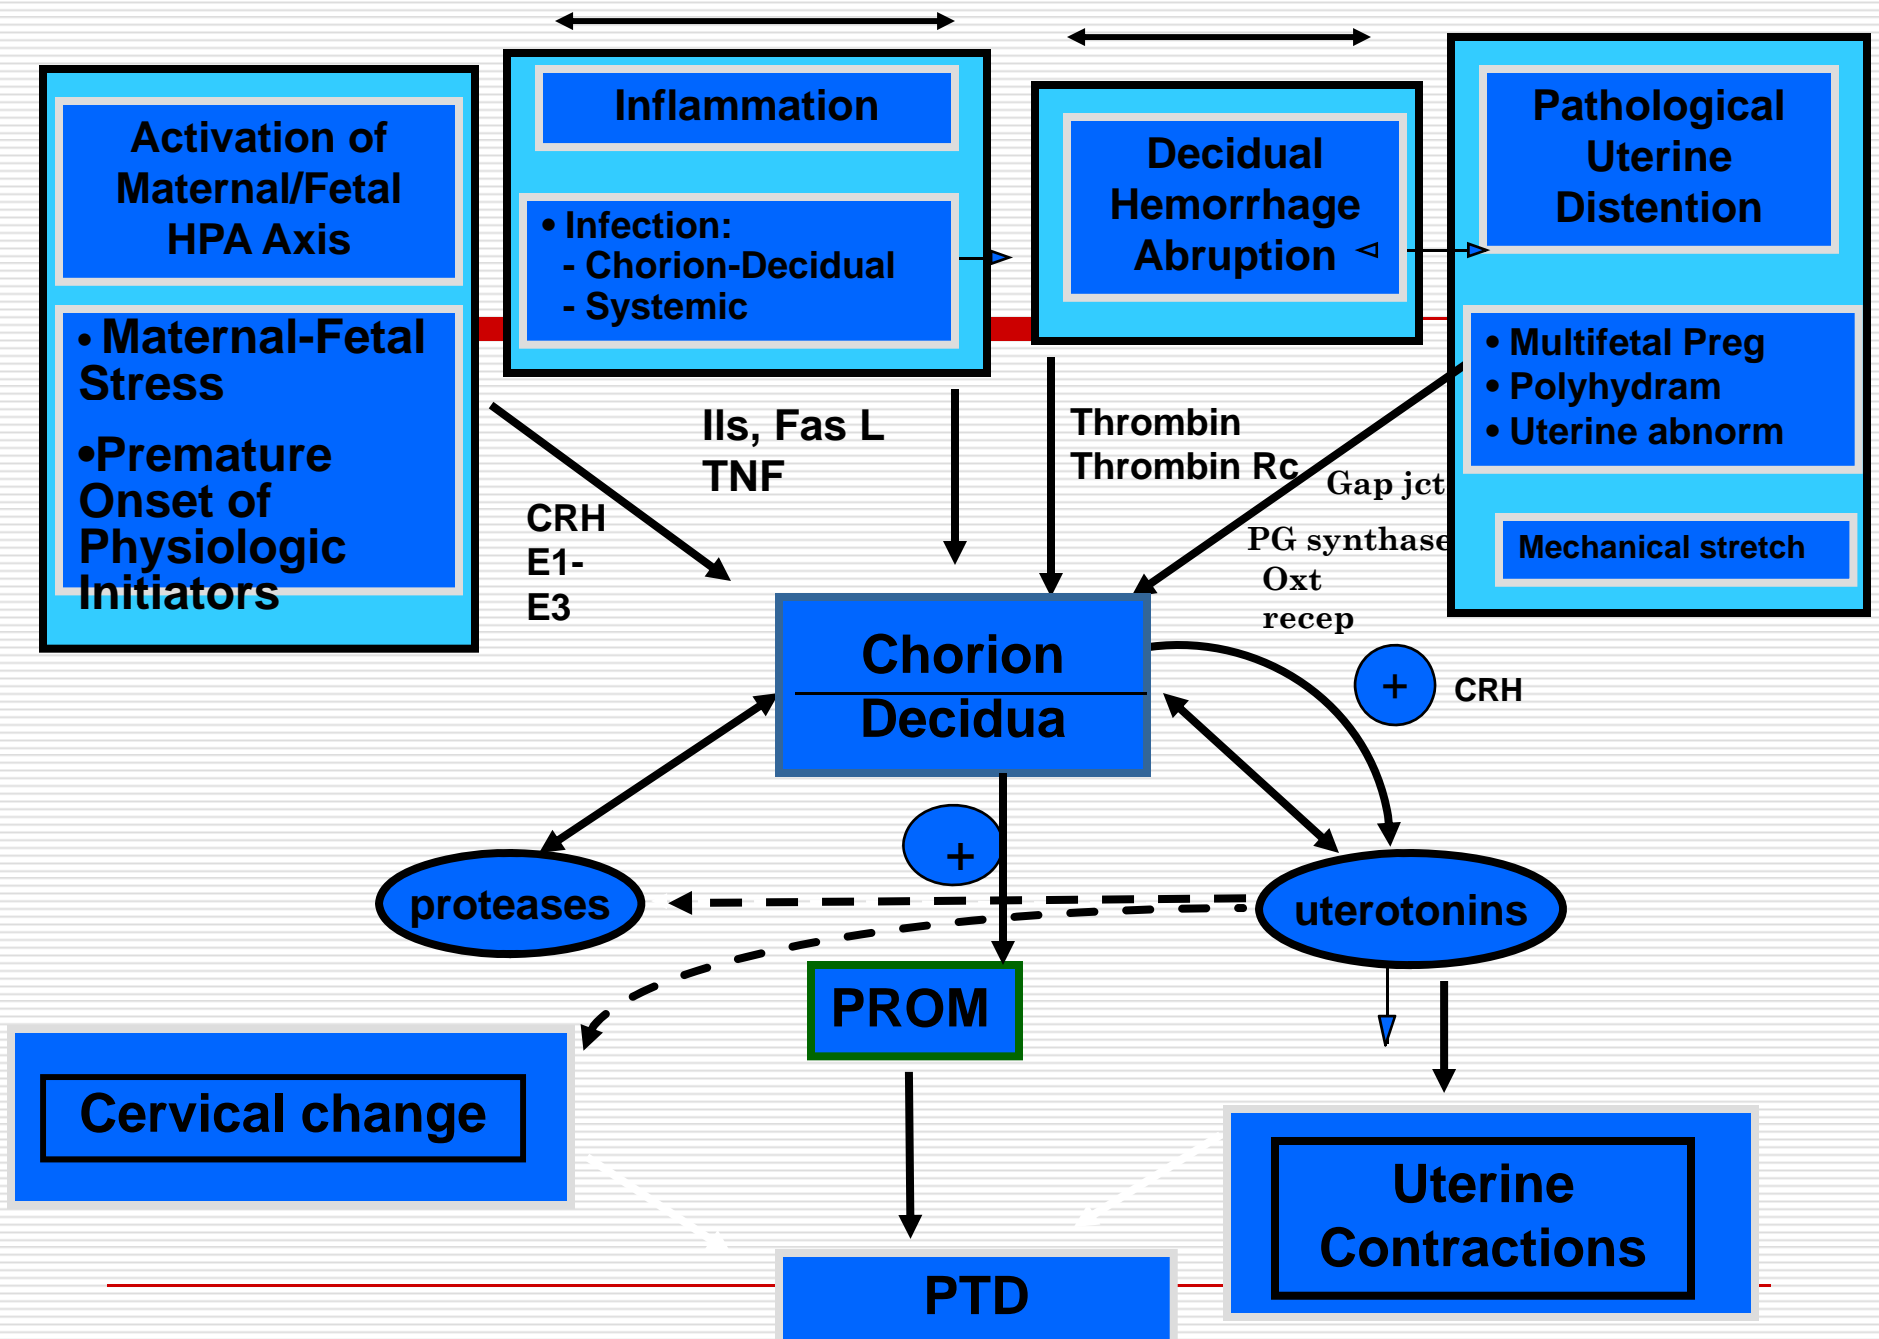 Activation of
Maternal/Fetal
HPA Axis
• Maternal-Fetal
Stress
•Premature
Onset of
Physiologic
Initiators
Inflammation
• Infection:
- Chorion-Decidual
- Systemic
Decidual
Hemorrhage
Abruption
Pathological
Uterine
Distention
• Multifetal Preg
• Polyhydram
• Uterine abnorm
Mechanical stretch
CRH
E1-
E3
Ils, Fas L
TNF
Thrombin
Thrombin Rc
Gap jct
PG synthase
Oxt
recep
Chorion
Decidua
+
CRH
+
proteases
uterotonins
PROM
Cervical change
Uterine
Contractions
PTD